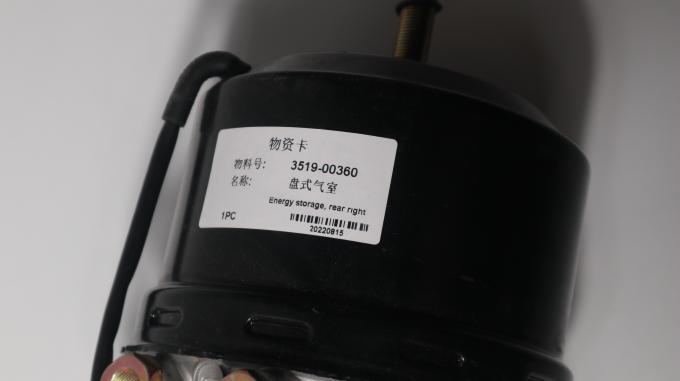 物资卡
物料号: 3519-00360
名称: 盘式气室
Energy storage, rear right
1PC
20220815